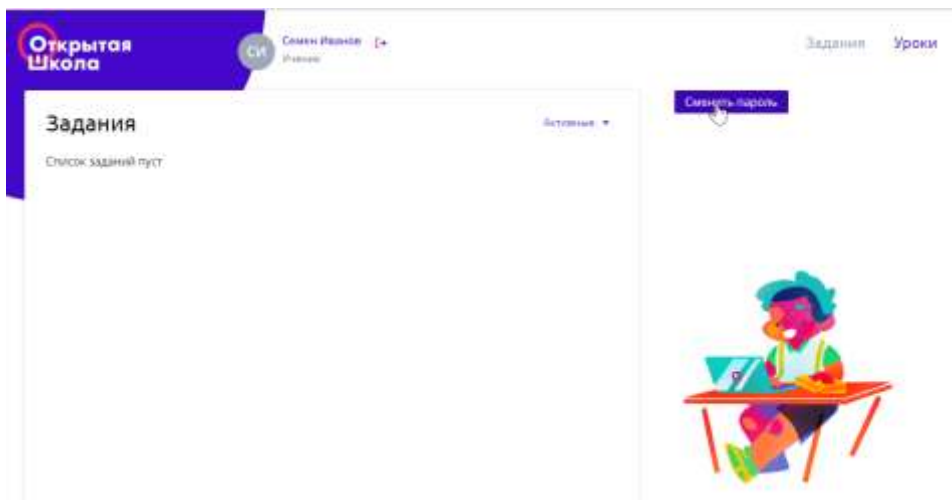 Открытая
Школа
СИ
Семен Иванов
Ученик
Задания
Уроки
Сменить пароль
Задания
Активные
Список заданий пуст